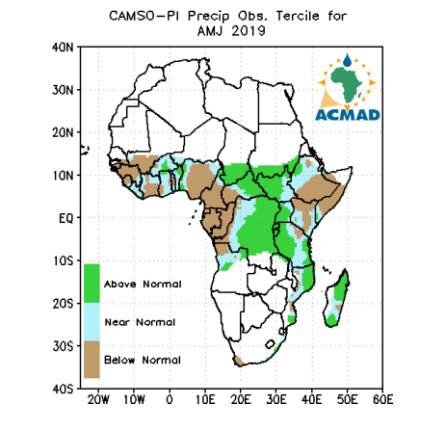 CAMSO-PI Precip Obs. Tercile for
AMJ 2019
40N
30N
20N
10N
EQ
10S
20S
30S
40S
ACMAD
Above Normal
Near Normal
Below Normal
20W 10W 0 10E 20E 30E 40E 50E 60E